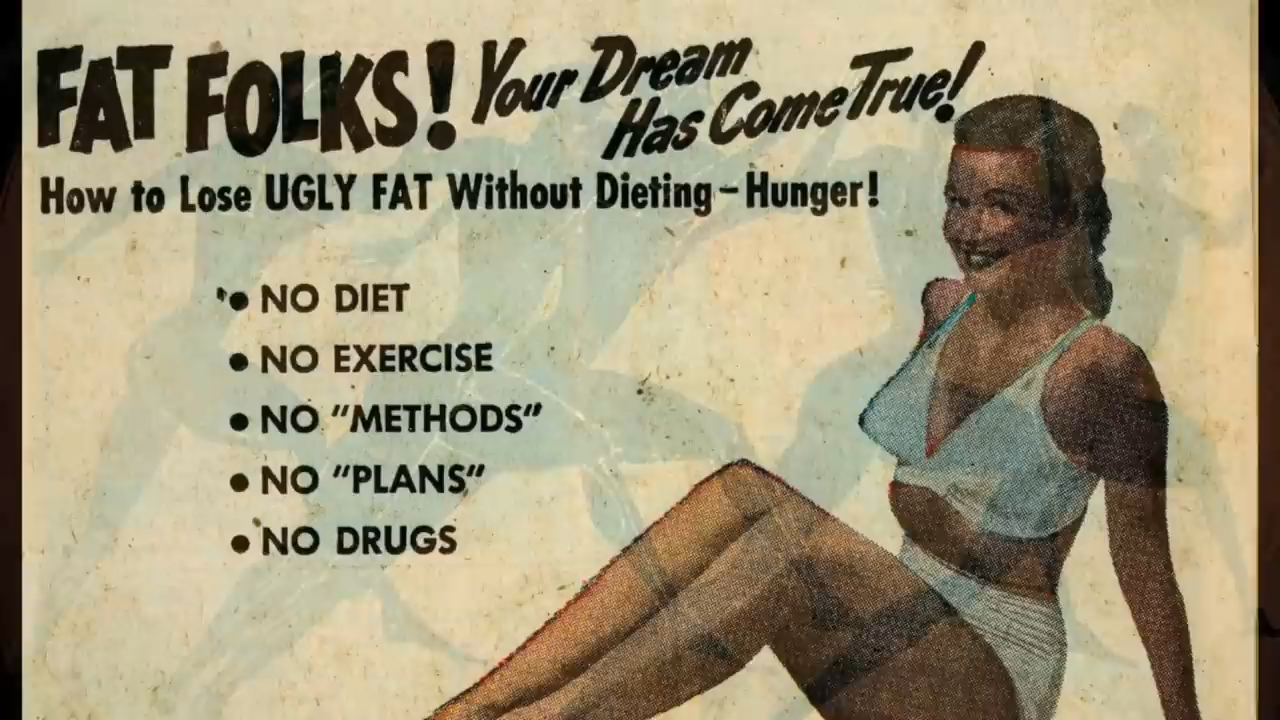 FAT FOLKS! Your Dream
Has Come True!
How to Lose UGLY FAT Without Dieting–Hunger!
• NO DIET
• NO EXERCISE
• NO "METHODS"
• NO "PLANS"
• NO DRUGS